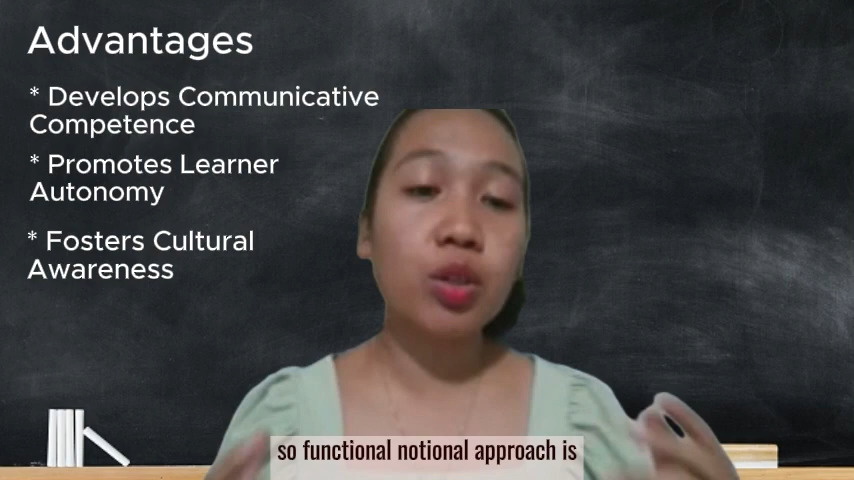 Advantages
* Develops Communicative
Competence
* Promotes Learner
Autonomy
* Fosters Cultural
Awareness
so functional notional approach is